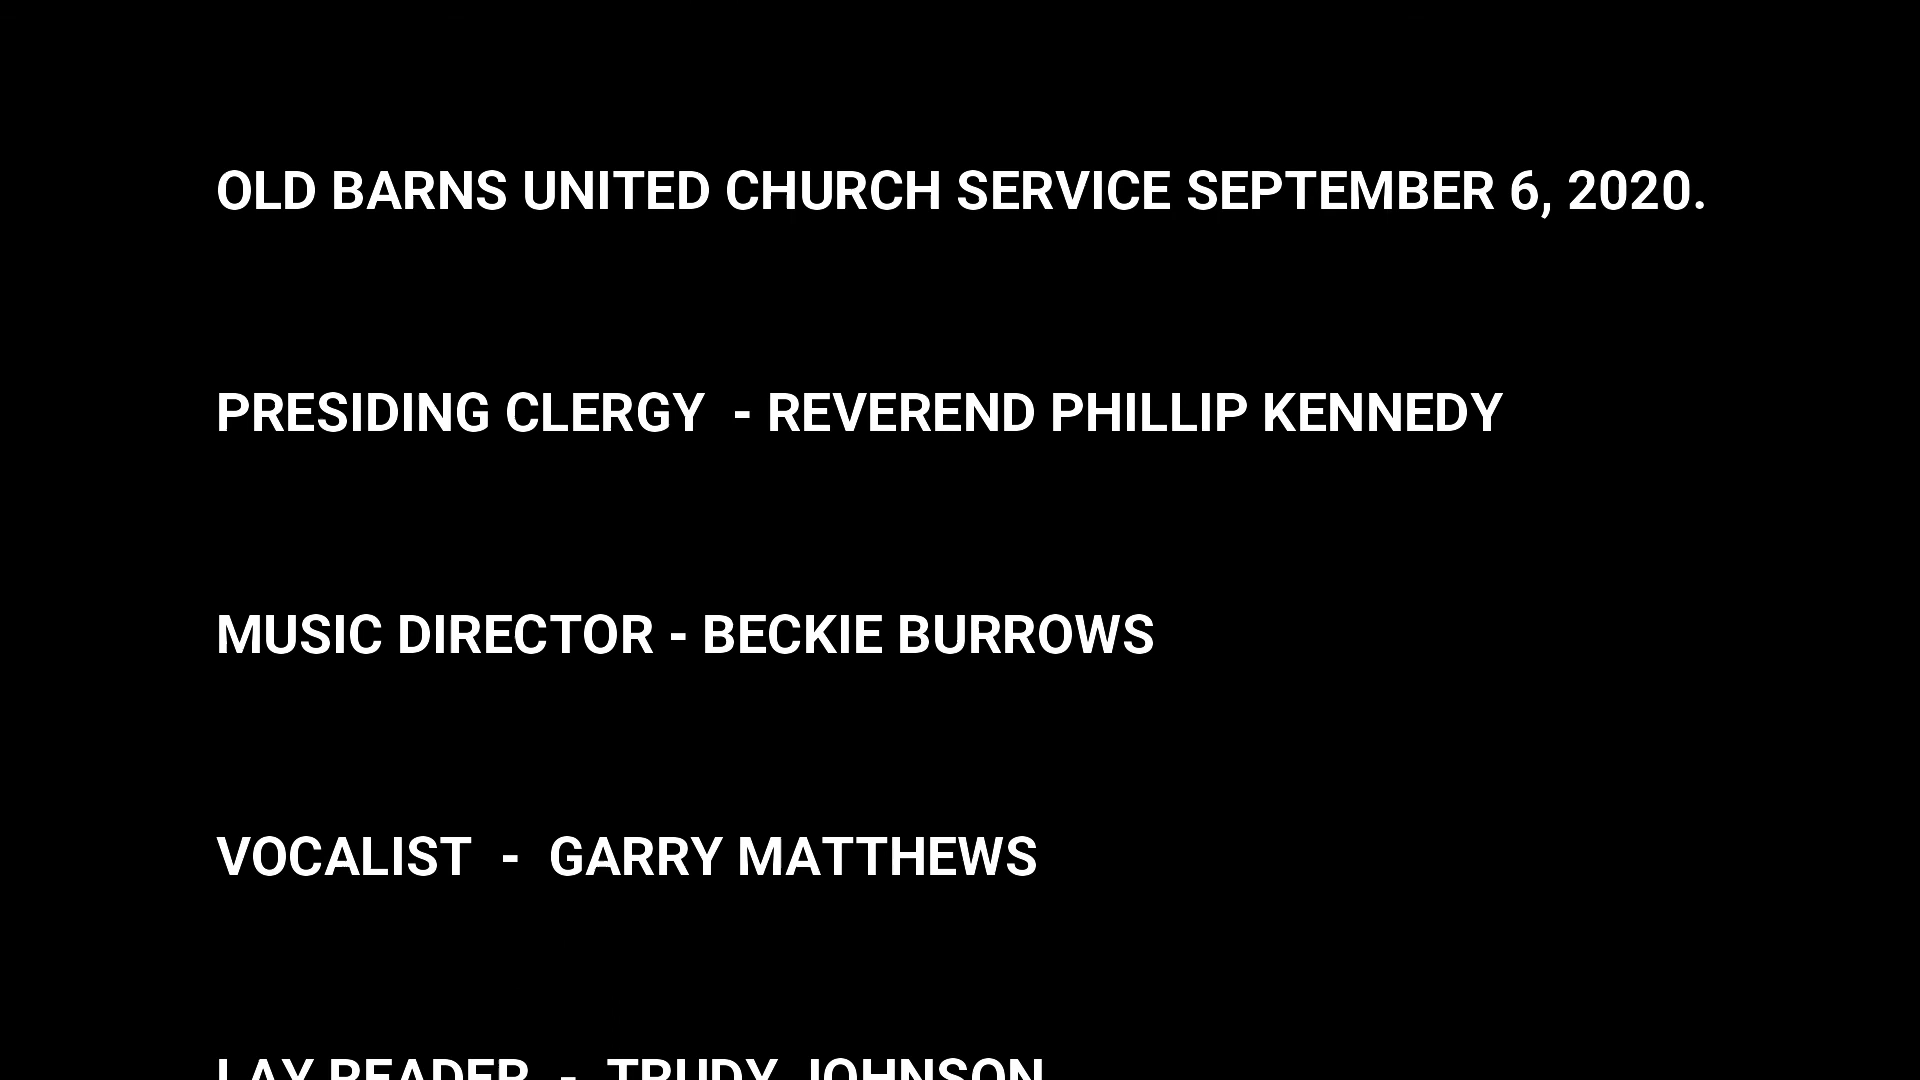 OLD BARNS UNITED CHURCH SERVICE SEPTEMBER 6, 2020.
PRESIDING CLERGY  - REVEREND PHILLIP KENNEDY
MUSIC DIRECTOR - BECKIE BURROWS
VOCALIST  -  GARRY MATTHEWS
LAY READER  -  TRUDY JOHNSON